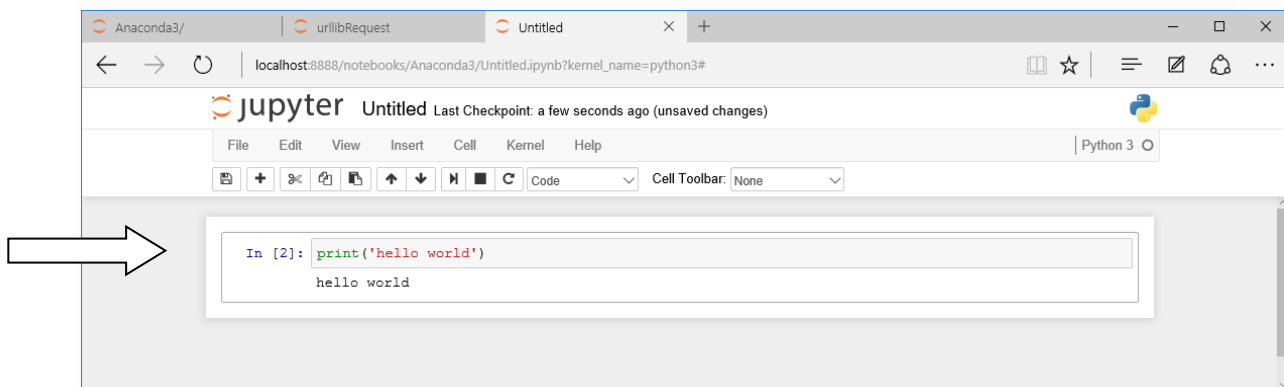 Anaconda3/ urllibRequest Untitled
localhost:8888/notebooks/Anaconda3/Untitled.ipynb?kernel_name=python3#
jupyter Untitled Last Checkpoint: a few seconds ago (unsaved changes)
File Edit View Insert Cell Kernel Help Python 3
Code Cell Toolbar: None
In [2]: print('hello world')
hello world